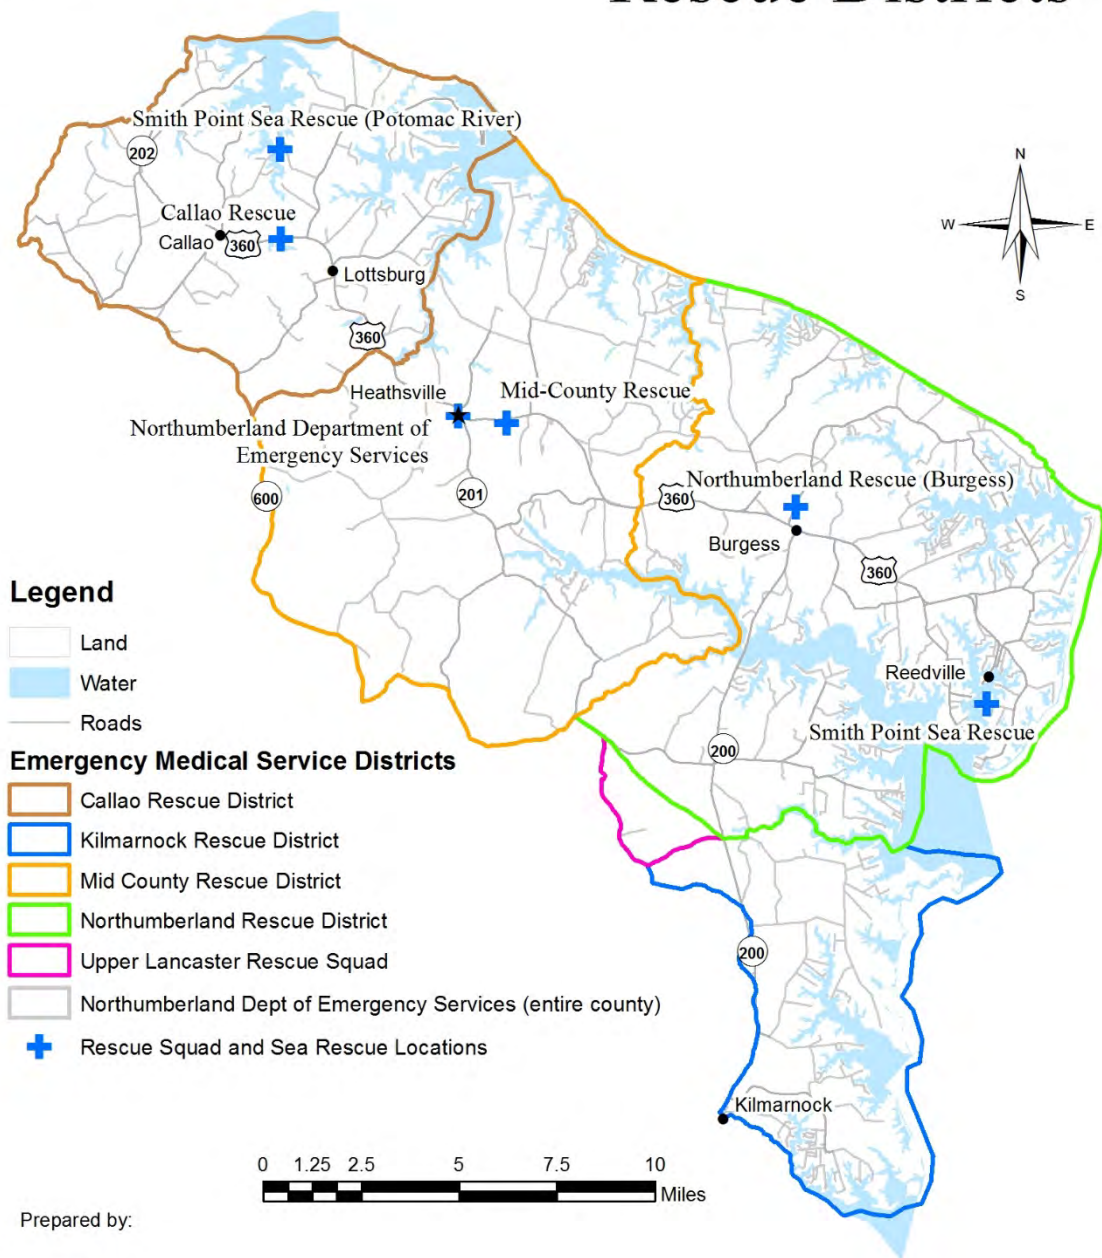 Rescue Districts
Smith Point Sea Rescue (Potomac River)
202
N
W
E
S
Callao Rescue
Callao
360
Lottsburg
360
Heathsville
Mid-County Rescue
Northumberland Department of
Emergency Services
600
201
360
Northumberland Rescue (Burgess)
Burgess
360
Reedville
Smith Point Sea Rescue
200
200
Kilmarnock
Legend
Land
Water
Roads
Emergency Medical Service Districts
Callao Rescue District
Kilmarnock Rescue District
Mid County Rescue District
Northumberland Rescue District
Upper Lancaster Rescue Squad
Northumberland Dept of Emergency Services (entire county)
Rescue Squad and Sea Rescue Locations
0 1.25 2.5 5 7.5 10
Miles
Prepared by: